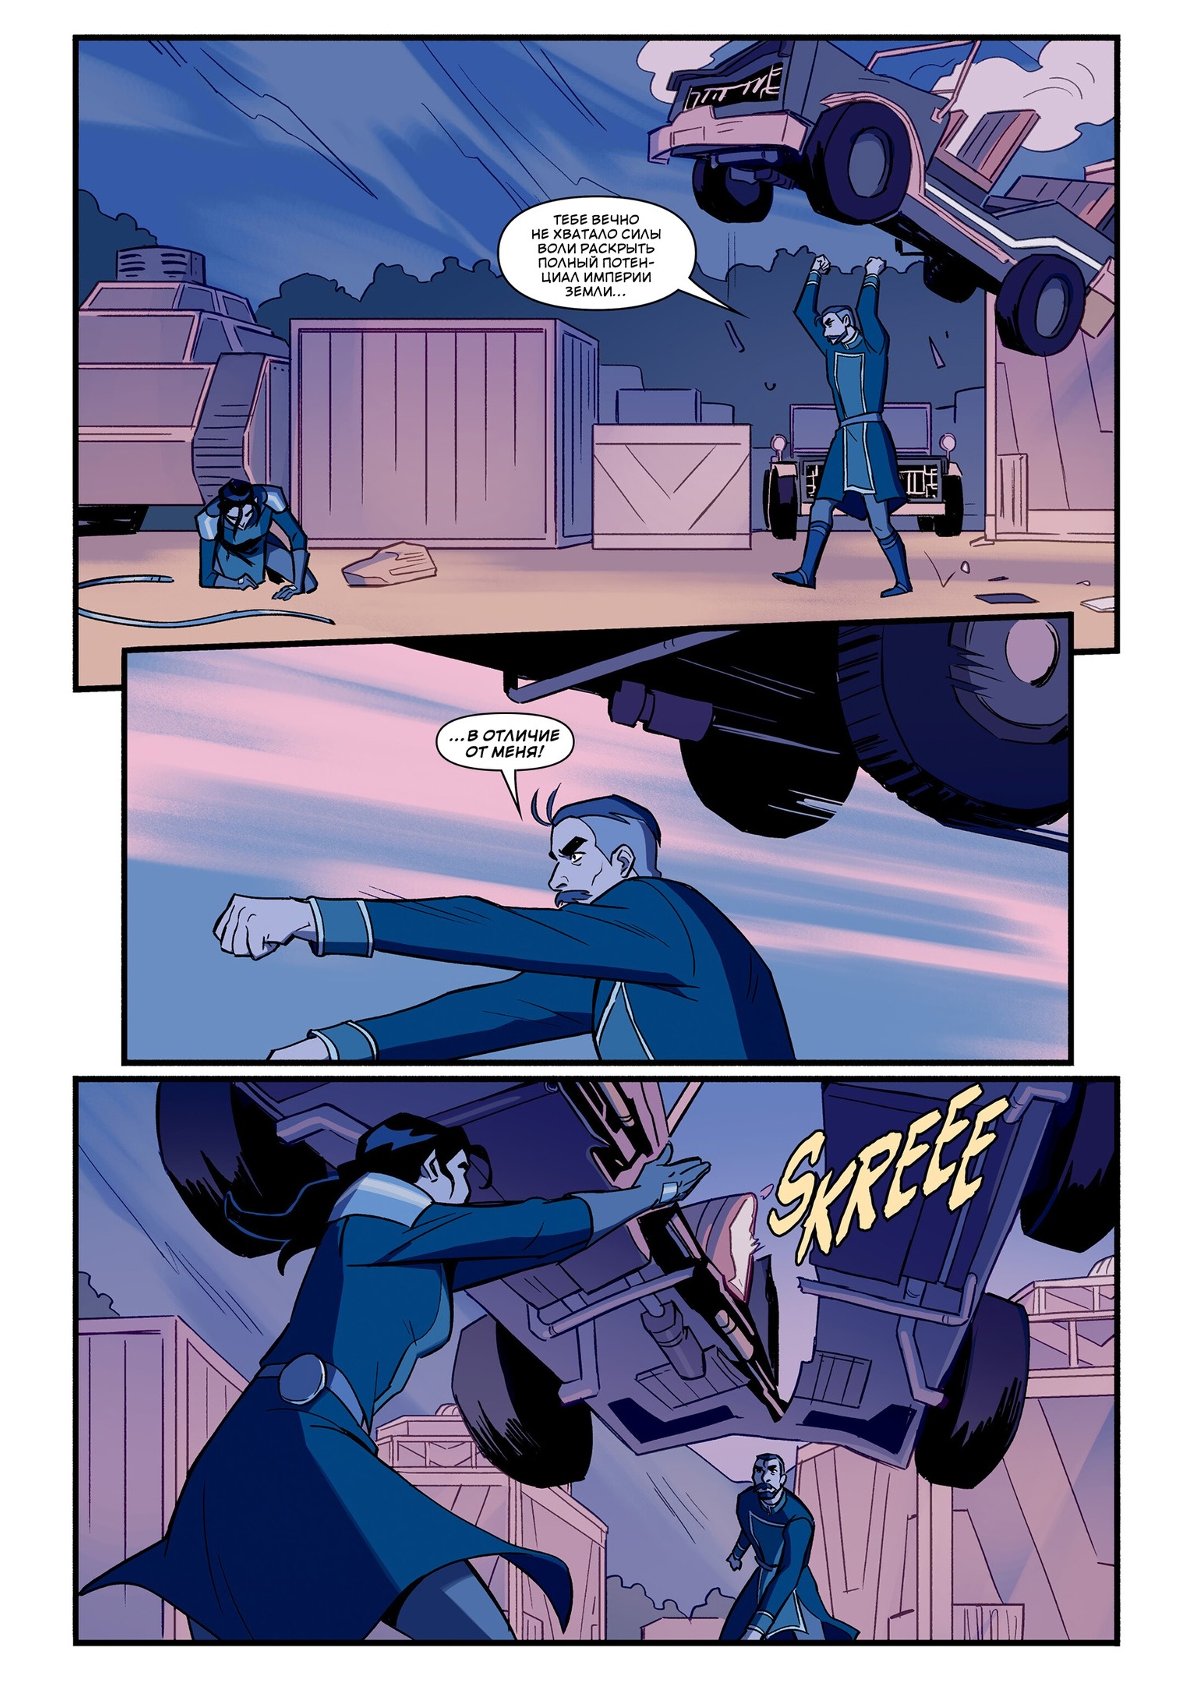 ТЕБЕ ВЕЧНО
НЕ ХВАТАЛО СИЛЫ
ВОЛИ РАСКРЫТЬ
ПОЛНЫЙ ПОТЕН-
ЦИАЛ ИМПЕРИИ
ЗЕМЛИ...
...В ОТЛИЧИЕ
ОТ МЕНЯ!
SKREEE